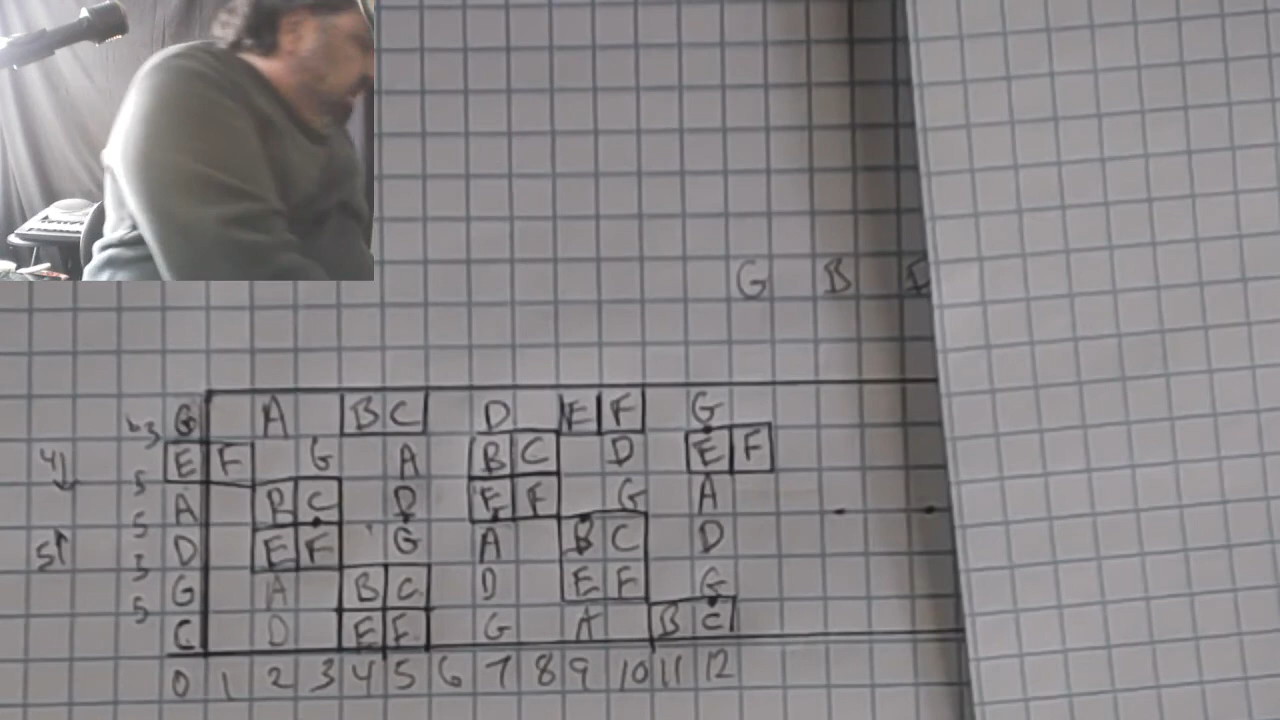 G B
b3 G A B C D E F G
4↓ E F G A B C D E F
5 A B C D E F G A
5↑ 5 D E F G A B C D
3 G A B C D E F G
5 C D E F G A B C
0 1 2 3 4 5 6 7 8 9 10 11 12